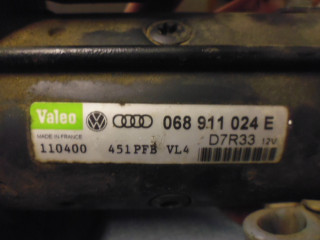 Valeo 068 911 024 E
MADE IN FRANCE D7R33 12V
110400 451PFB VL4